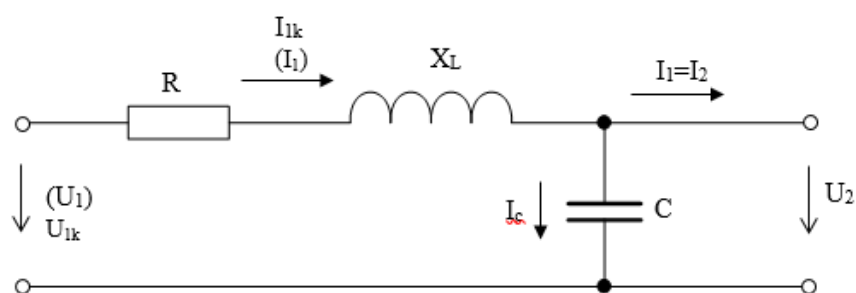 I1k
(I1)
R
XL
I1=I2
(U1)
U1k
Ic
C
U2